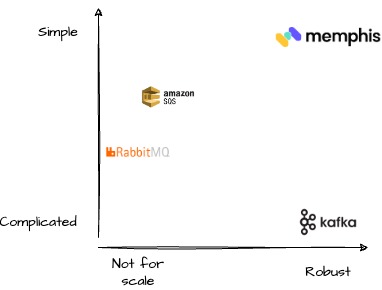 Simple
memphis
amazon
SQS
RabbitMQ
Complicated
kafka
Not for
scale
Robust